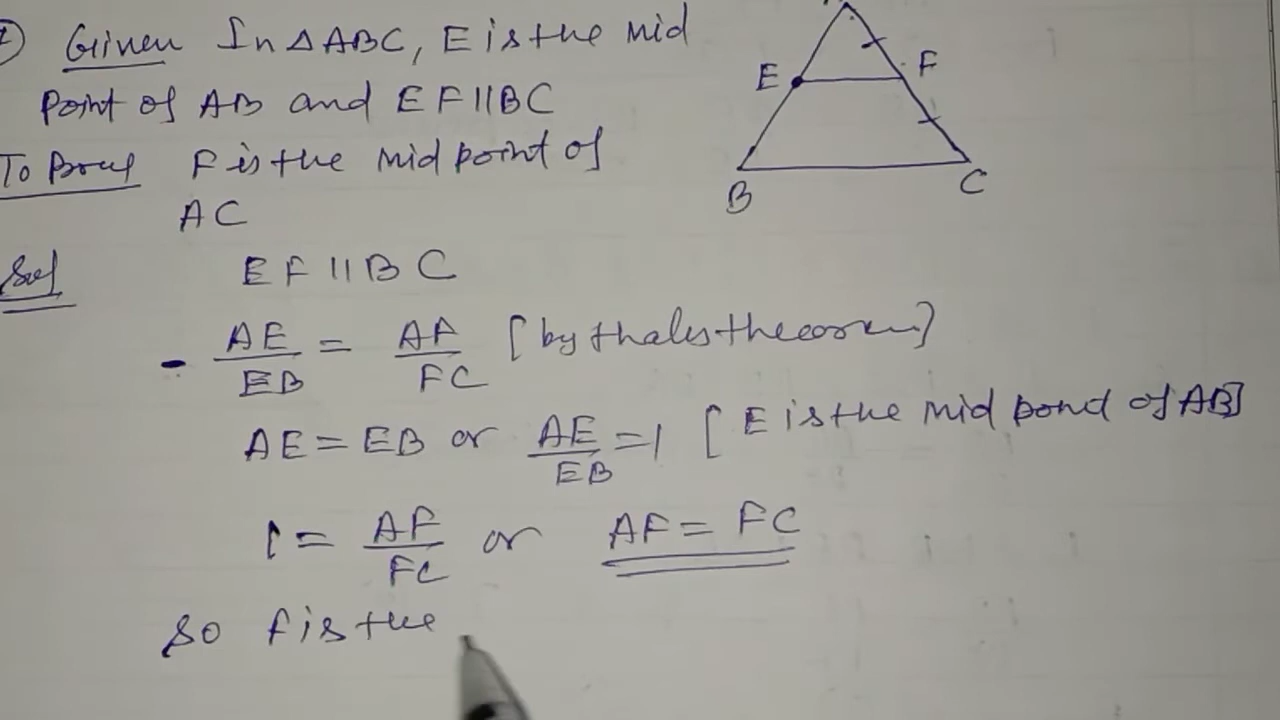 Given In △ABC, E is the mid
Point of AB and EF||BC
To Prove F is the mid point of
AC
Sol
EF||BC
AE/EB = AF/FC [by thales theorem]
AE = EB or AE/EB = 1 [E is the mid point of AB]
1 = AF/FC or AF = FC
So F is the
E
F
B
C